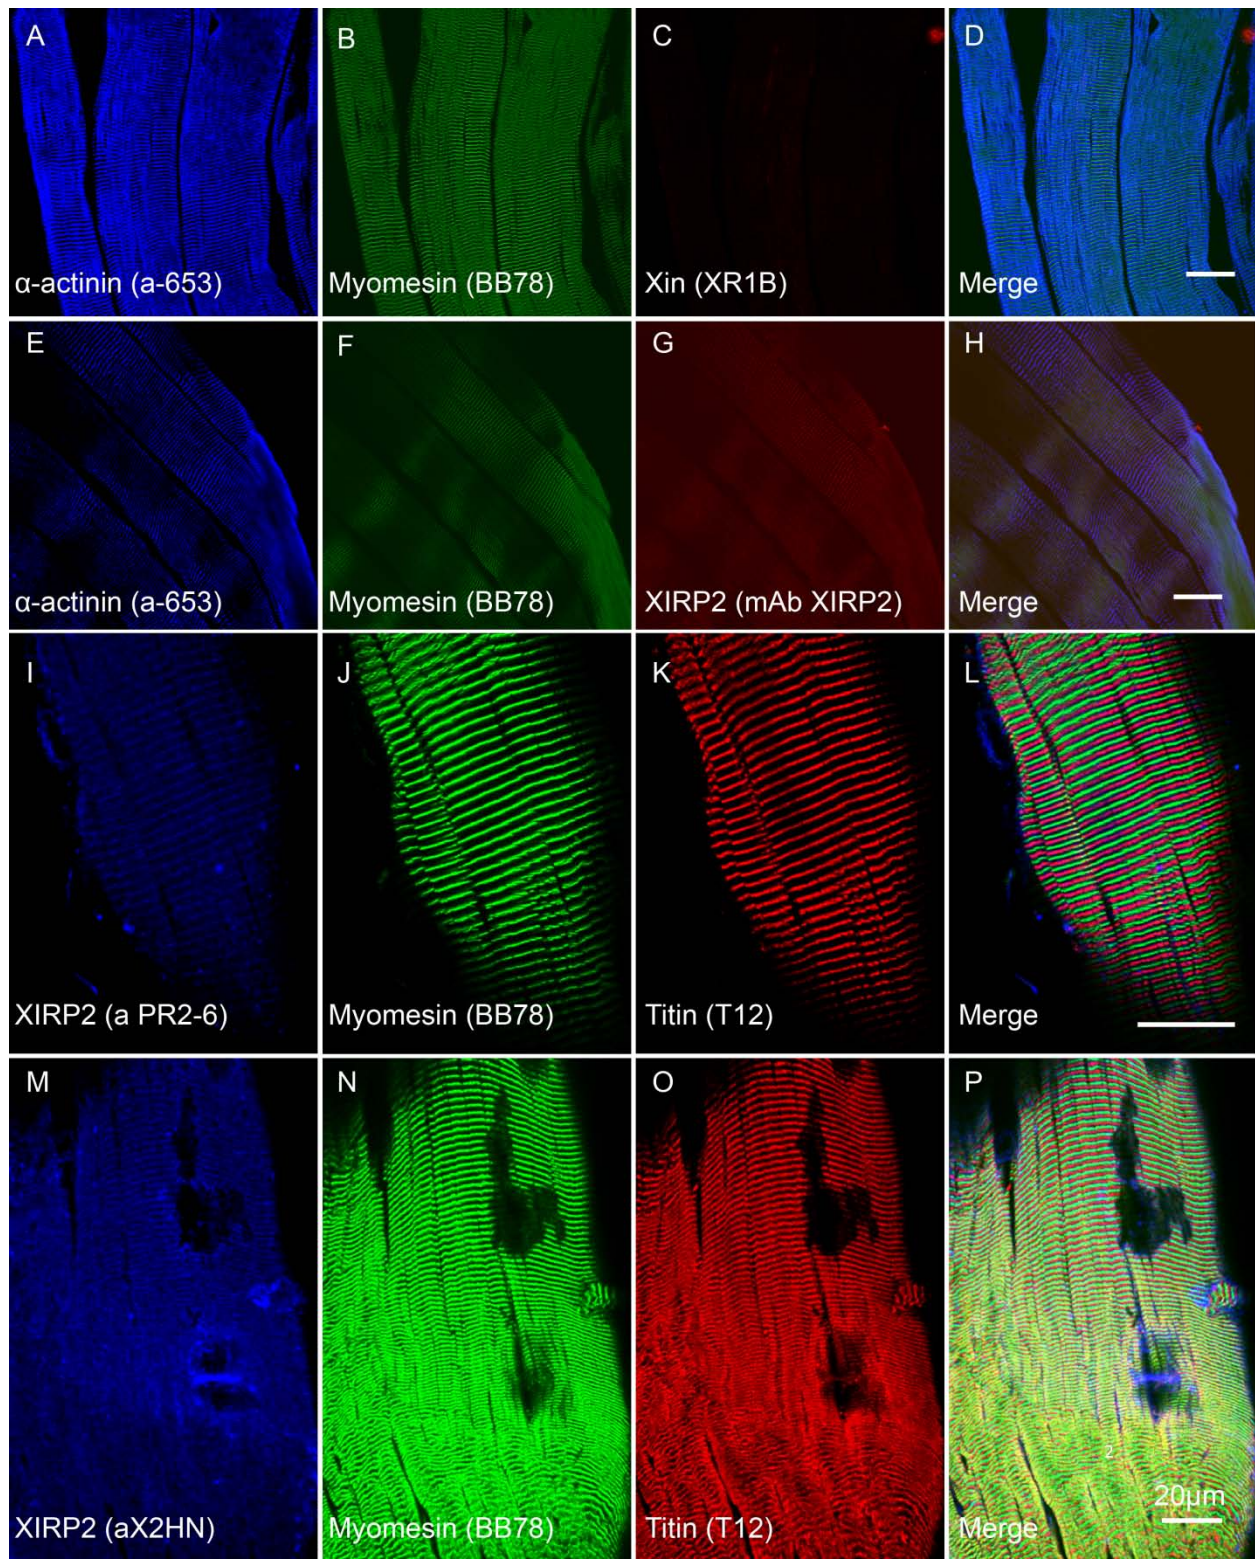 A
B
C
D
α-actinin (a-653)
Myomesin (BB78)
Xin (XR1B)
Merge
E
F
G
H
α-actinin (a-653)
Myomesin (BB78)
XIRP2 (mAb XIRP2)
Merge
I
J
K
L
XIRP2 (a PR2-6)
Myomesin (BB78)
Titin (T12)
Merge
M
N
O
P
2
20μm
XIRP2 (aX2HN)
Myomesin (BB78)
Titin (T12)
Merge